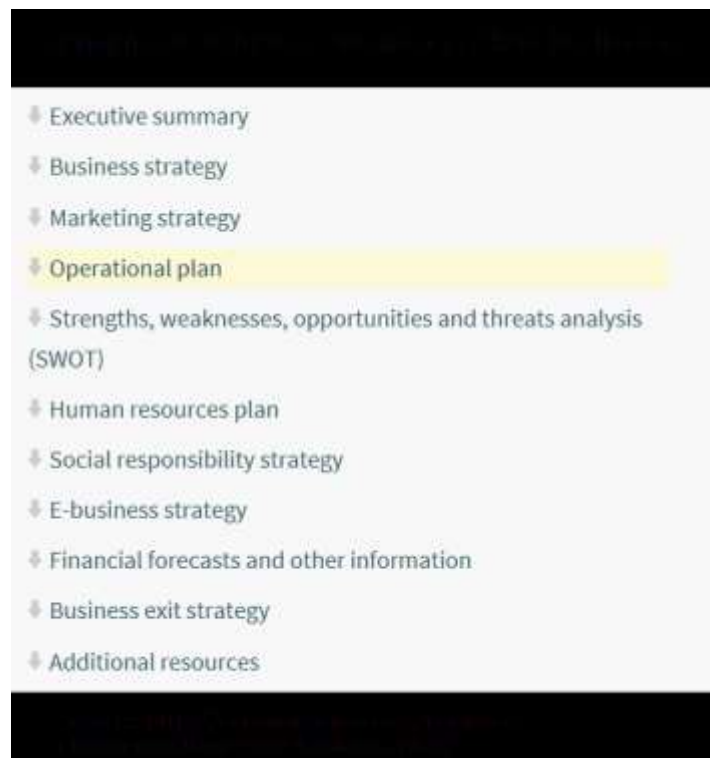 Executive summary
Business strategy
Marketing strategy
Operational plan
Strengths, weaknesses, opportunities and threats analysis
(SWOT)
Human resources plan
Social responsibility strategy
E-business strategy
Financial forecasts and other information
Business exit strategy
Additional resources